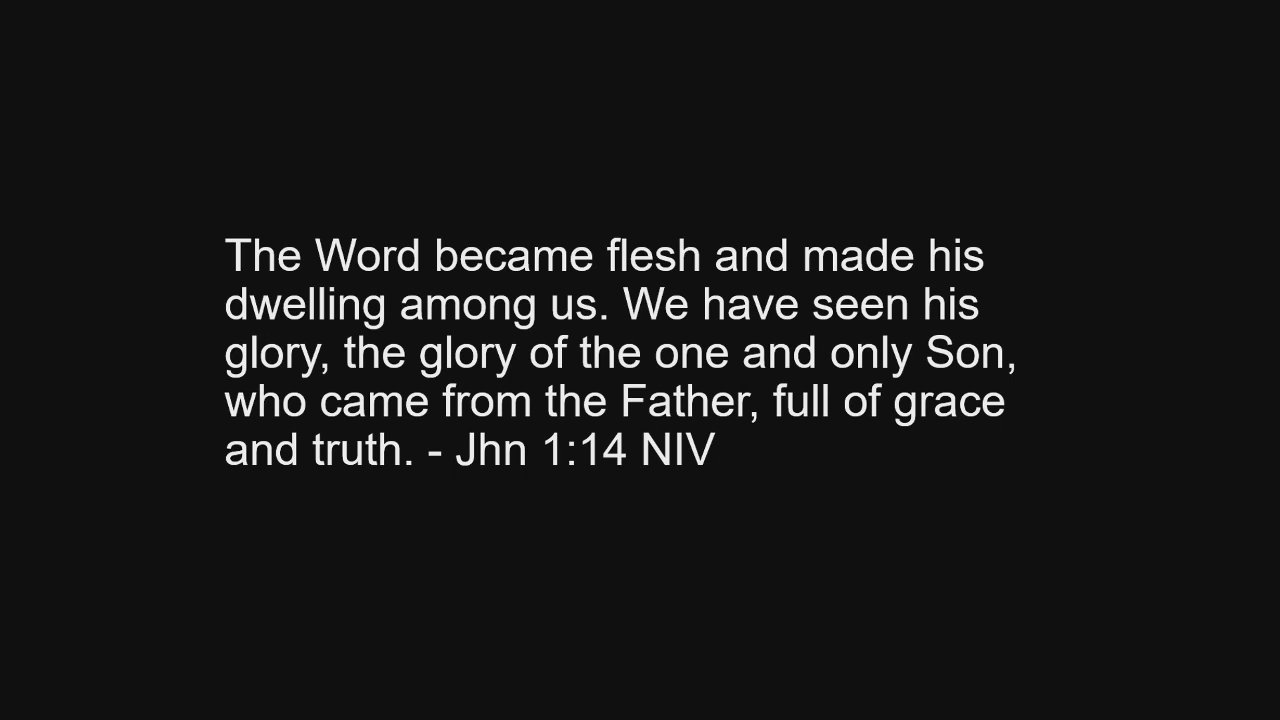 The Word became flesh and made his
dwelling among us. We have seen his
glory, the glory of the one and only Son,
who came from the Father, full of grace
and truth. - Jhn 1:14 NIV